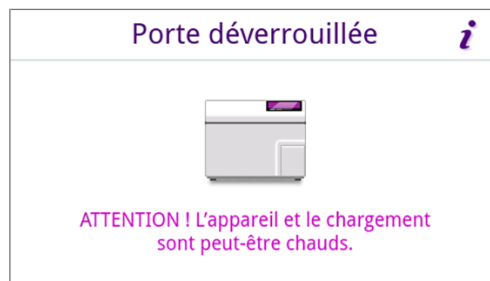 Porte déverrouillée
i
ATTENTION ! L'appareil et le chargement
sont peut-être chauds.